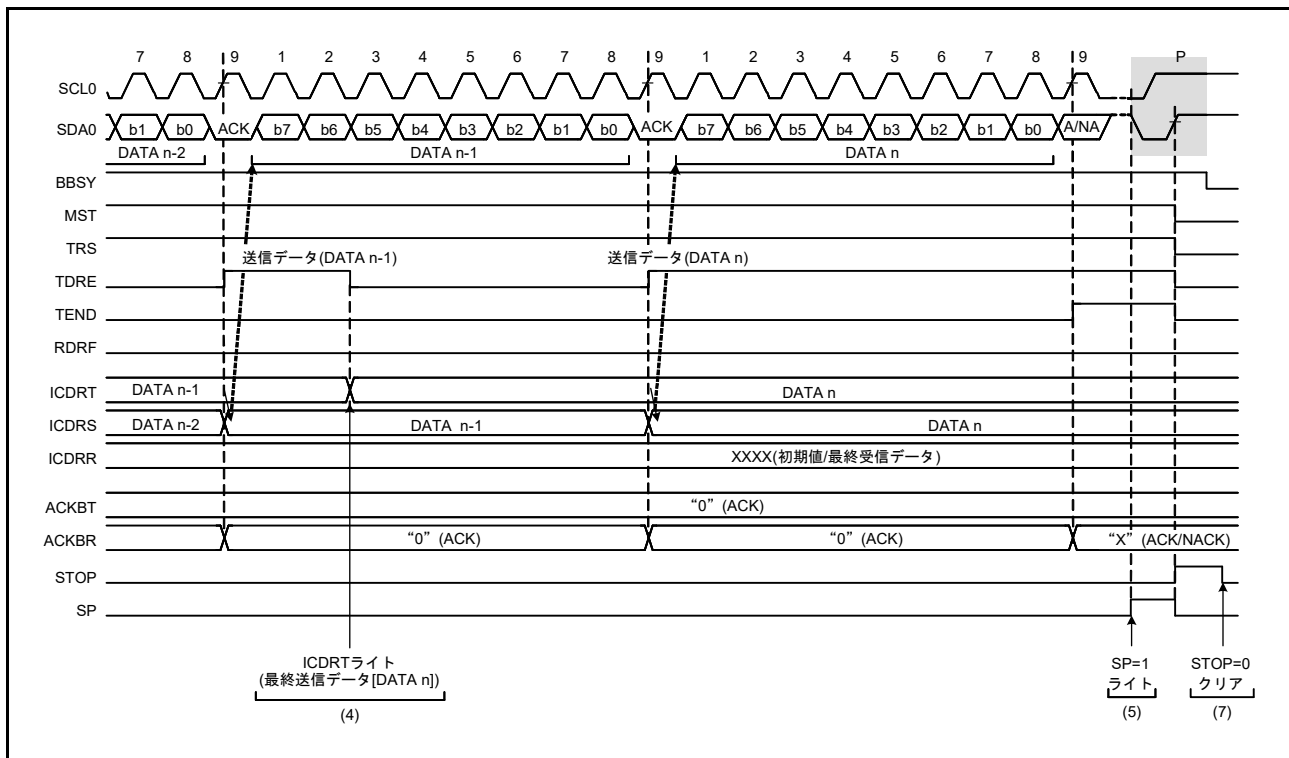 7 8 9 1 2 3 4 5 6 7 8 9 1 2 3 4 5 6 7 8 9 P
SCL0
SDA0 b1 b0 ACK b7 b6 b5 b4 b3 b2 b1 b0 ACK b7 b6 b5 b4 b3 b2 b1 b0 A/NA
DATA n-2 DATA n-1 DATA n
BBSY
MST
TRS
送信データ(DATA n-1) 送信データ(DATA n)
TDRE
TEND
RDRF
ICDRT DATA n-1 DATA n
ICDRS DATA n-2 DATA n-1 DATA n
ICDRR XXXX(初期値/最終受信データ)
ACKBT “0” (ACK)
ACKBR “0” (ACK) “0” (ACK) “X” (ACK/NACK)
STOP
SP
ICDRTライト
(最終送信データ[DATA n])
(4)
SP=1
ライト
(5)
STOP=0
クリア
(7)